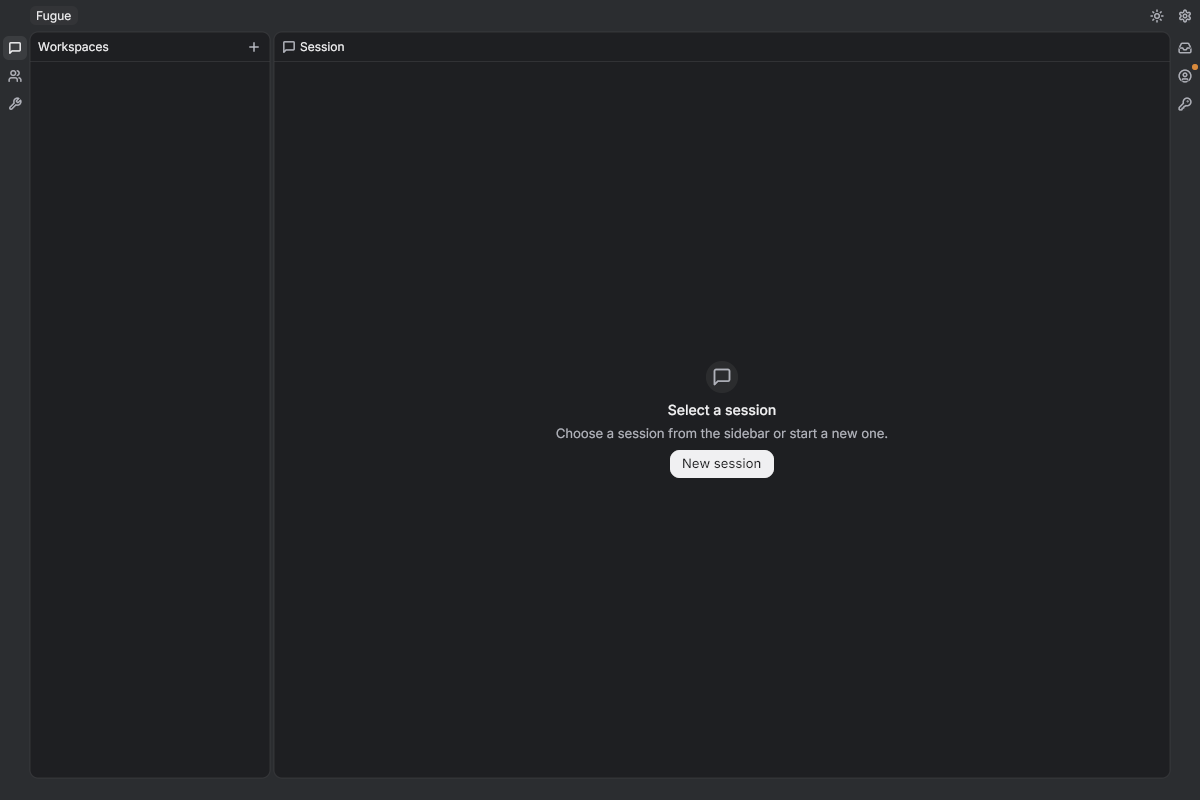 Fugue
Workspaces
Session
Select a session
Choose a session from the sidebar or start a new one.
New session